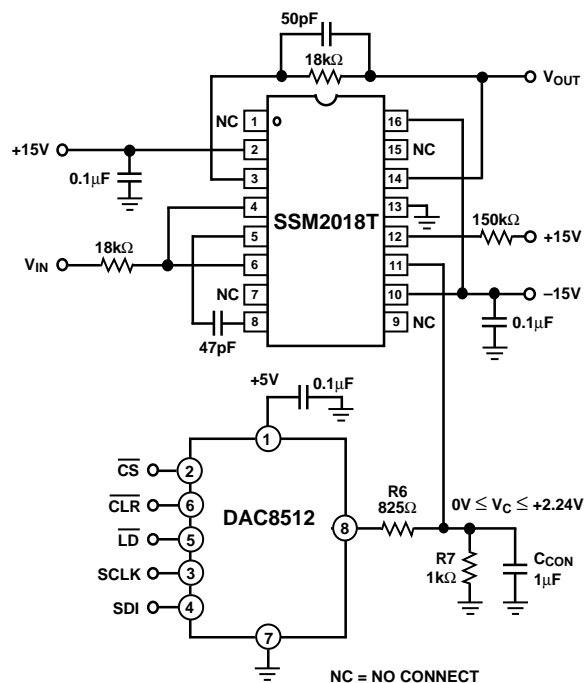 50pF
18kΩ
VOUT
NC 1 16
+15V 2 15 NC
0.1μF 3 14
4 SSM2018T 13
150kΩ
5 12 +15V
18kΩ
VIN 6 11
NC 7 10 –15V
8 9 NC
47pF 0.1μF
+5V 0.1μF
1
CS 2
CLR 6
LD 5
SCLK 3
SDI 4
DAC8512
8
7
R6
825Ω
0V ≤ VC ≤ +2.24V
R7
1kΩ
CCON
1μF
NC = NO CONNECT